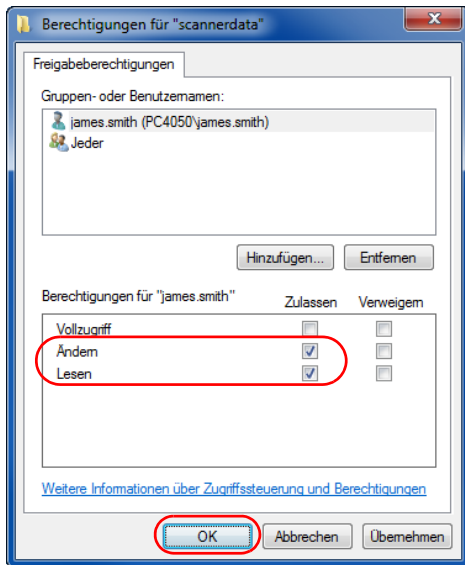 Berechtigungen für "scannerdata"
Freigabeberechtigungen
Gruppen- oder Benutzernamen:
james.smith (PC4050\james.smith)
Jeder
Hinzufügen... Entfernen
Berechtigungen für "james.smith" Zulassen Verweigern
Vollzugriff
Ändern
Lesen
Weitere Informationen über Zugriffssteuerung und Berechtigungen
OK Abbrechen Übernehmen